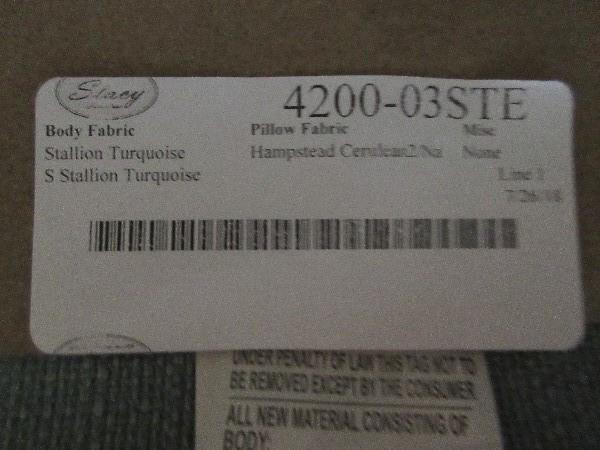 Stacy
4200-03STE
Body Fabric Pillow Fabric Misc
Stallion Turquoise Hampstead Cerulean2/Na None
S Stallion Turquoise
Line 1
7/26/18
UNDER PENALTY OF LAW THIS TAG NOT TO
BE REMOVED EXCEPT BY THE CONSUMER
ALL NEW MATERIAL CONSISTING OF
BODY: